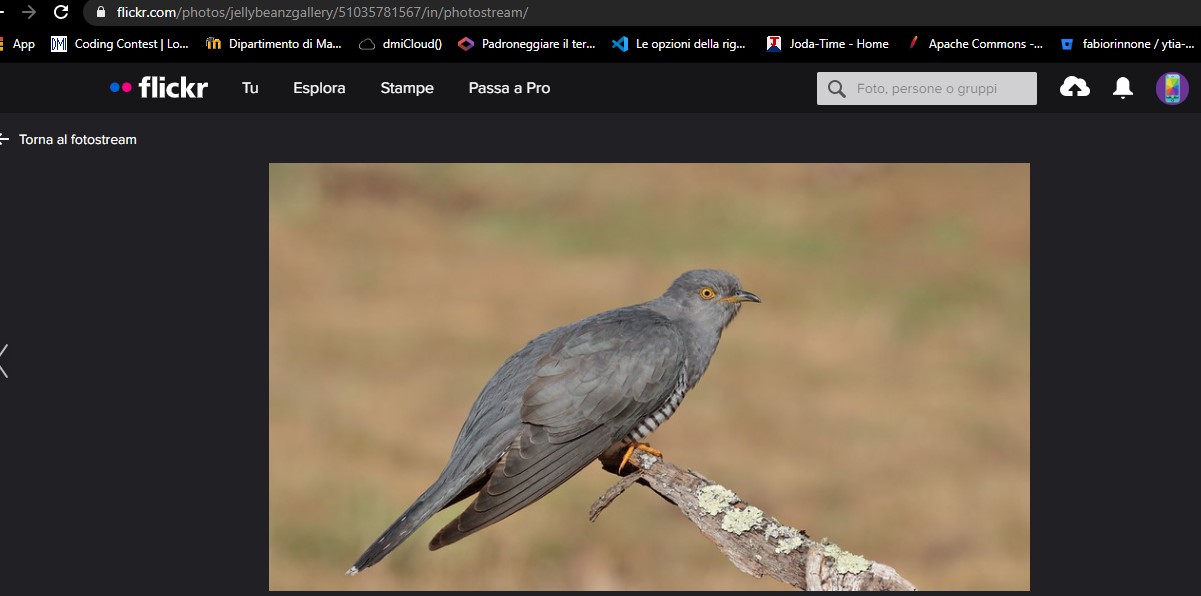 flickr.com/photos/jellybeanzgallery/51035781567/in/photostream/
App DM Coding Contest | Lo... Dipartimento di Ma... dmiCloud() Padroneggiare il ter... Le opzioni della rig... Joda-Time - Home Apache Commons -... fabiorinnone / ytia-...
flickr Tu Esplora Stampe Passa a Pro Foto, persone o gruppi
Torna al fotostream